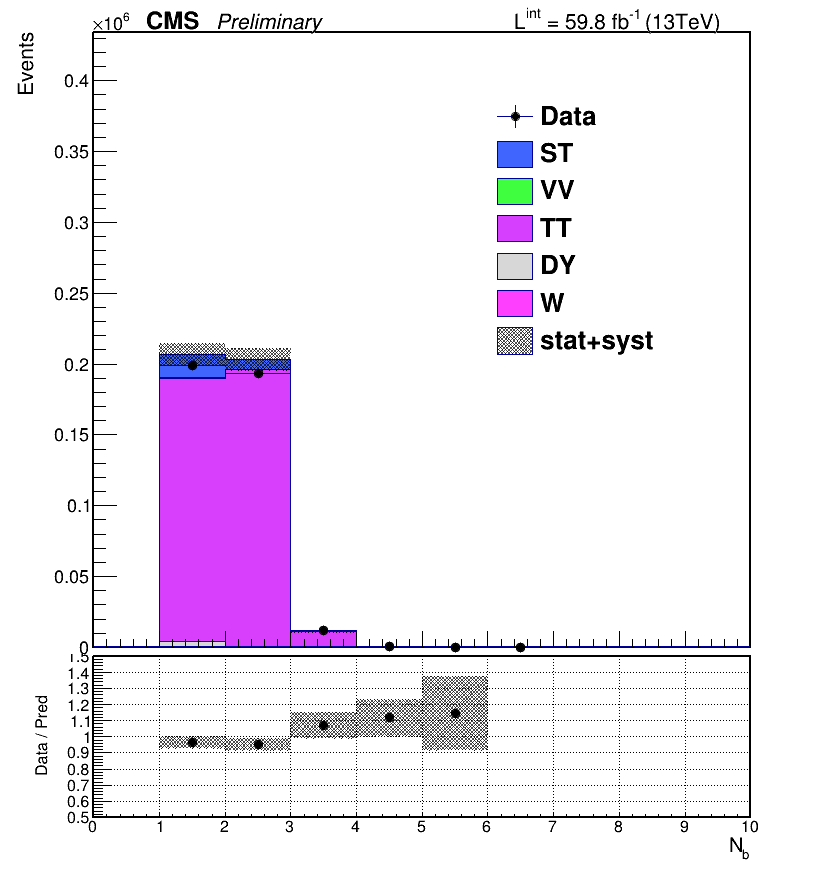 ×10⁶ CMS Preliminary Lⁱⁿᵗ = 59.8 fb⁻¹ (13TeV)
Events
0.4
0.35
0.3
0.25
0.2
0.15
0.1
0.05
0
Data
ST
VV
TT
DY
W
stat+syst
Data / Pred
1.5
1.4
1.3
1.2
1.1
1
0.9
0.8
0.7
0.6
0.5
0 1 2 3 4 5 6 7 8 9 10
N_b